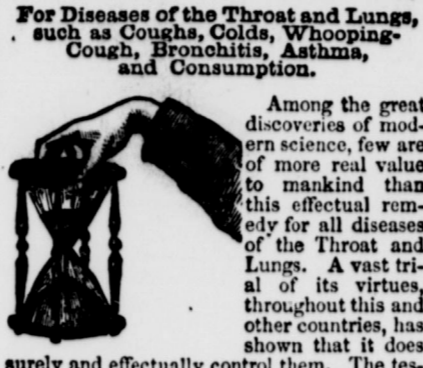 For Diseases of the Throat and Lungs,
such as Coughs, Colds, Whooping-
Cough, Bronchitis, Asthma,
and Consumption.
Among the great
discoveries of mod-
ern science, few are
of more real value
to mankind than
this effectual rem-
edy for all diseases
of the Throat and
Lungs. A vast tri-
al of its virtues,
throughout this and
other countries, has
shown that it does
surely and effectually control them. The tes-